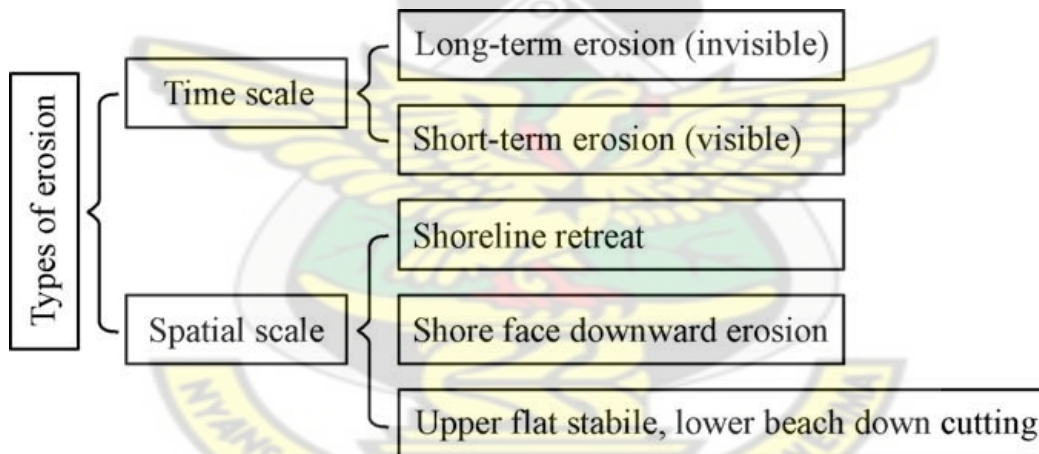 Types of erosion
Time scale
Long-term erosion (invisible)
Short-term erosion (visible)
Spatial scale
Shoreline retreat
Shore face downward erosion
Upper flat stabile, lower beach down cutting
NYANS